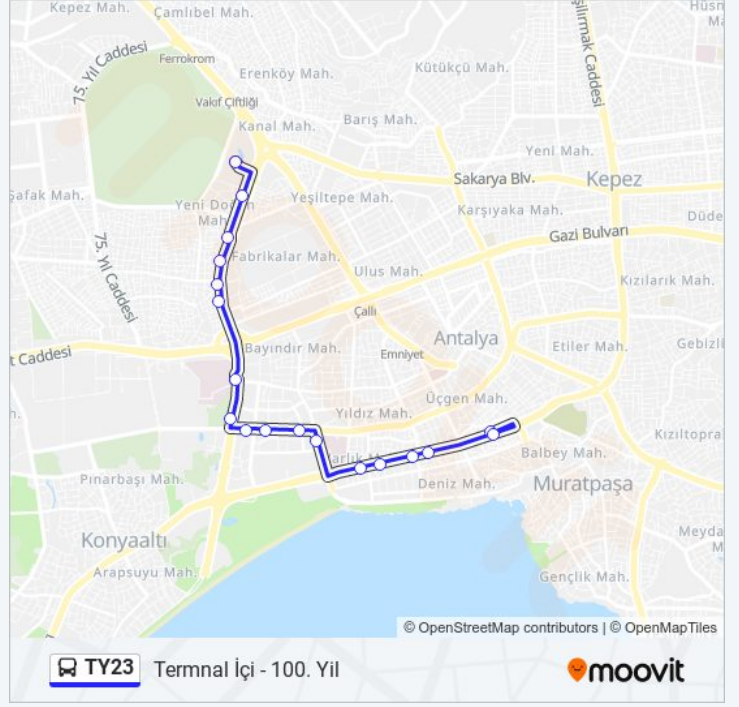 Kepez Mah.
Çamlıbel Mah.
75. Yıl Caddesi
Ferrokrom
Erenköy Mah.
Kütükçü Mah.
şilırmak Caddesi
Hüsn
Ma
Vakıf Çiftliği
Kanal Mah.
Barış Mah.
Yeni Mah.
Sakarya Blv.
Kepez
Şafak Mah.
Yeni Doğan
Mah.
Yeşiltepe Mah.
Karşıyaka Mah.
Düde
Gazi Bulvarı
75. Yıl Caddesi
Fabrikalar Mah.
Ulus Mah.
Kızılarık Mah.
Çallı
t Caddesi
Bayındır Mah.
Emniyet
Antalya
Etiler Mah.
Gebizli
h.
Yıldız Mah.
Üçgen Mah.
Kızıltopra
Varlık M
Balbey Mah.
Pınarbaşı Mah.
Deniz Mah.
Muratpaşa
Konyaaltı
Meyda
M
Arapsuyu Mah.
Gençlik Mah.
© OpenStreetMap contributors | © OpenMapTiles
TY23 Termnal İçi - 100. Yil
moovit